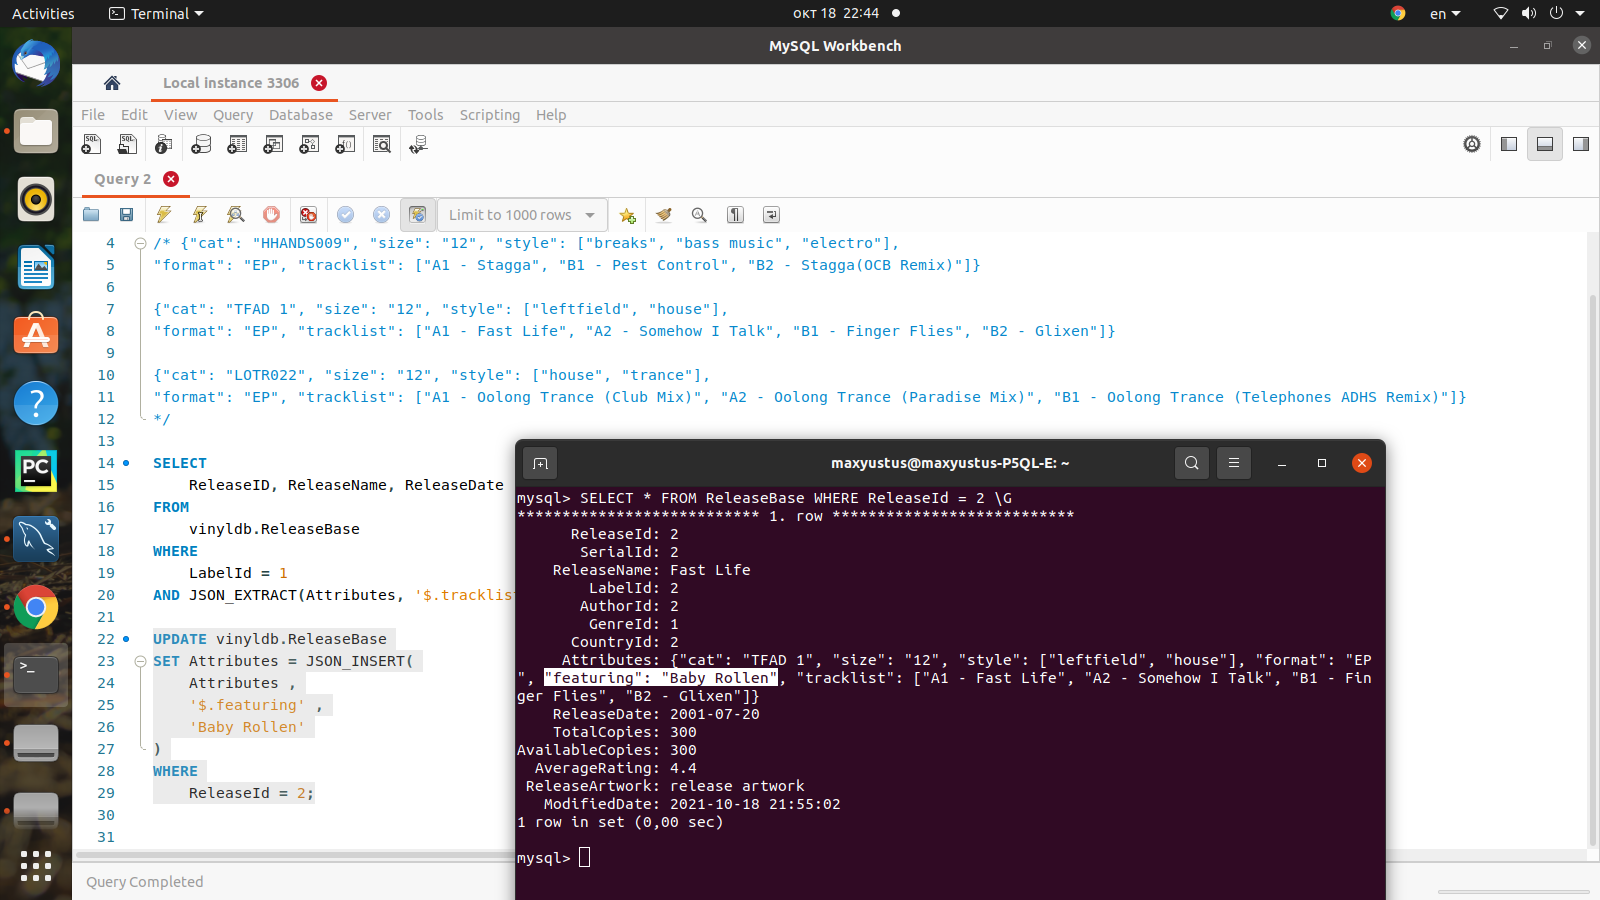 Activities
Terminal
окт 18 22:44
en
MySQL Workbench
Local instance 3306
File Edit View Query Database Server Tools Scripting Help
Query 2
Limit to 1000 rows
4 /* {"cat": "HHANDS009", "size": "12", "style": ["breaks", "bass music", "electro"],
5 "format": "EP", "tracklist": ["A1 - Stagga", "B1 - Pest Control", "B2 - Stagga(OCB Remix)"]}
6
7 {"cat": "TFAD 1", "size": "12", "style": ["leftfield", "house"],
8 "format": "EP", "tracklist": ["A1 - Fast Life", "A2 - Somehow I Talk", "B1 - Finger Flies", "B2 - Glixen"]}
9
10 {"cat": "LOTR022", "size": "12", "style": ["house", "trance"],
11 "format": "EP", "tracklist": ["A1 - Oolong Trance (Club Mix)", "A2 - Oolong Trance (Paradise Mix)", "B1 - Oolong Trance (Telephones ADHS Remix)"]}
12 */
13
14 SELECT
15 ReleaseID, ReleaseName, ReleaseDate
16 FROM
17 vinyldb.ReleaseBase
18 WHERE
19 LabelId = 1
20 AND JSON_EXTRACT(Attributes, '$.tracklist
21
22 UPDATE vinyldb.ReleaseBase
23 SET Attributes = JSON_INSERT(
24 Attributes ,
25 '$.featuring' ,
26 'Baby Rollen'
27 )
28 WHERE
29 ReleaseId = 2;
30
31
Query Completed
maxyustus@maxyustus-P5QL-E: ~
mysql> SELECT * FROM ReleaseBase WHERE ReleaseId = 2 \G
*************************** 1. row ***************************
ReleaseId: 2
SerialId: 2
ReleaseName: Fast Life
LabelId: 2
AuthorId: 2
GenreId: 1
CountryId: 2
Attributes: {"cat": "TFAD 1", "size": "12", "style": ["leftfield", "house"], "format": "EP
", "featuring": "Baby Rollen", "tracklist": ["A1 - Fast Life", "A2 - Somehow I Talk", "B1 - Fin
ger Flies", "B2 - Glixen"]}
ReleaseDate: 2001-07-20
TotalCopies: 300
AvailableCopies: 300
AverageRating: 4.4
ReleaseArtwork: release artwork
ModifiedDate: 2021-10-18 21:55:02
1 row in set (0,00 sec)
mysql>